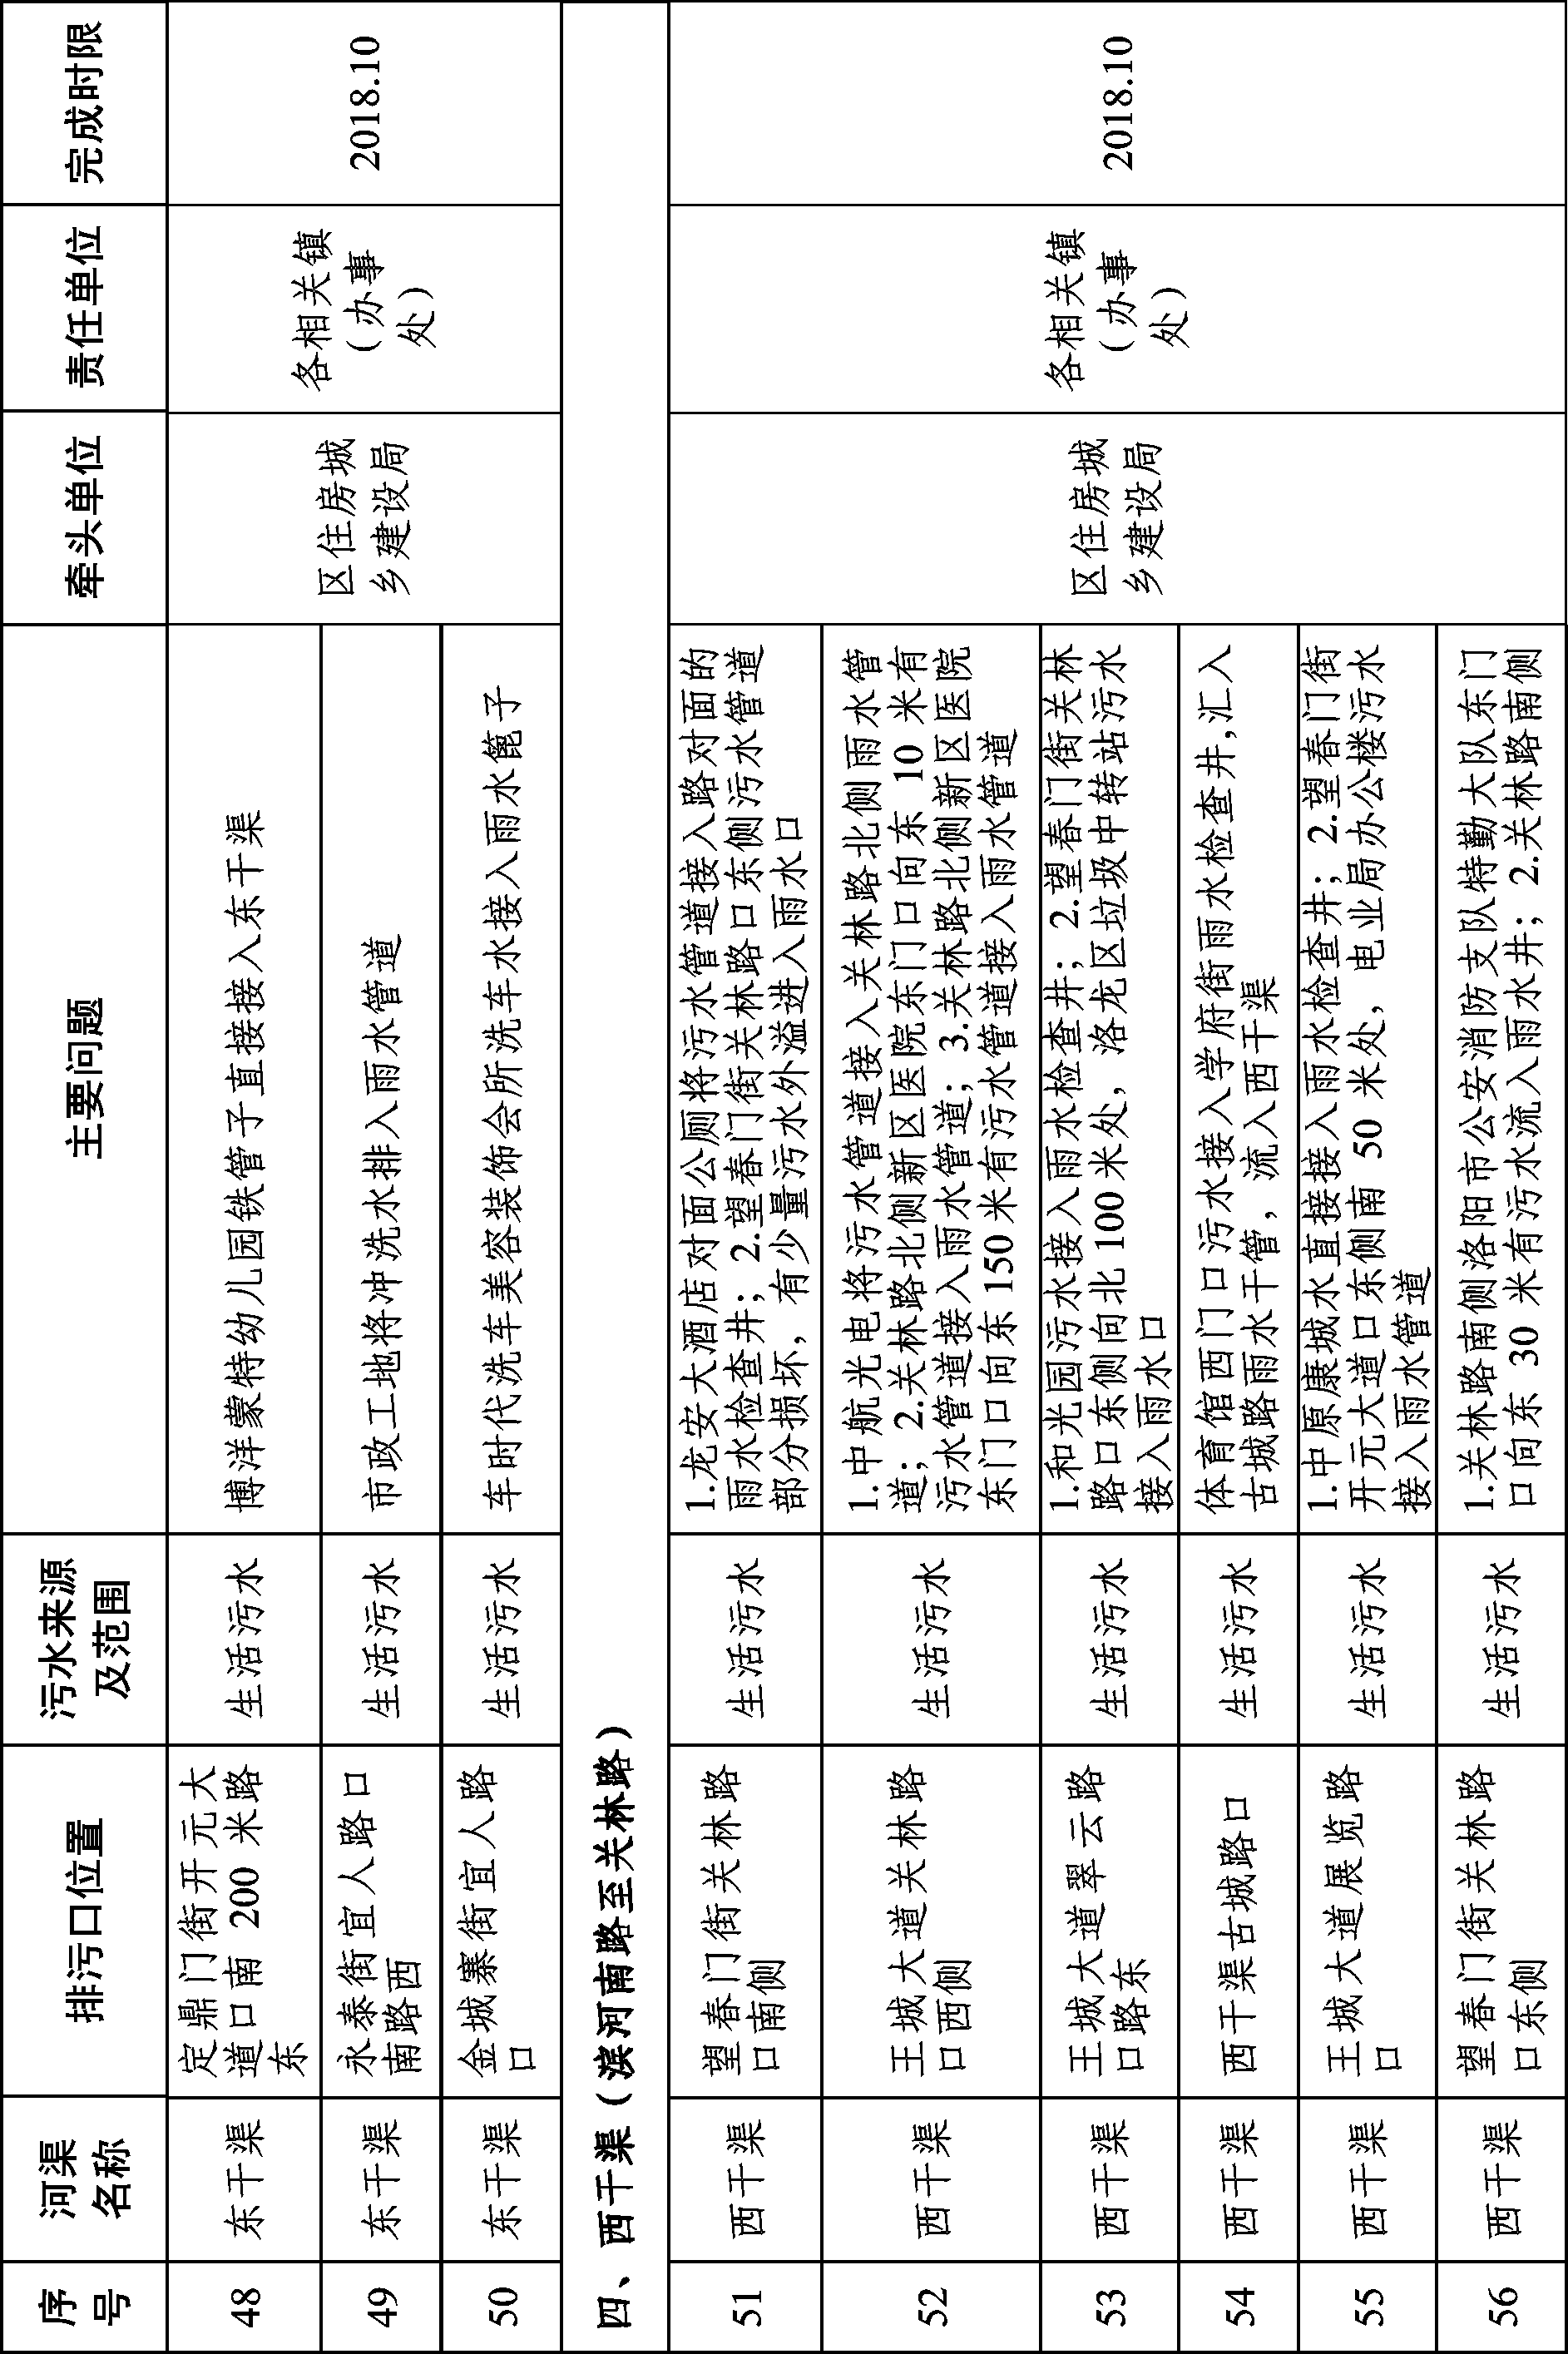 序号
河渠名称
排污口位置
污水来源及范围
主要问题
牵头单位
责任单位
完成时限
48
东干渠
定鼎门街开元大
道口南 200 米路
东
生活污水
博洋蒙特幼儿园铁管子直接接入东干渠
区住房城
乡建设局
各相关镇
（办事
处）
2018.10
49
东干渠
永泰街宜人路口
南路西
生活污水
市政工地将冲洗水排入雨水管道
50
东干渠
金城寨街宜人路
口
生活污水
车时代洗车美容装饰会所洗车水接入雨水篦子
四、西干渠（滨河南路至关林路）
51
西干渠
望春门街关林路
口南侧
生活污水
1.龙安大酒店对面公厕将污水管道接入路对面的
雨水检查井；2.望春门街关林路口东侧污水管道
部分损坏，有少量污水外溢进入雨水口
区住房城
乡建设局
各相关镇
（办事
处）
2018.10
52
西干渠
王城大道关林路
口西侧
生活污水
1.中航光电将污水管道接入关林路北侧雨水管
道；2.关林路北侧新区医院东门口向东 10 米有
污水管道接入雨水管道；3.关林路北侧新区医院
东门口向东 150 米有污水管道接入雨水管道
53
西干渠
王城大道翠云路
口路东
生活污水
1.和光园污水接入雨水检查井；2.望春门街关林
路口东侧向北 100 米处，洛龙区垃圾中转站污水
接入雨水口
54
西干渠
西干渠古城路口
生活污水
体育馆西门口污水接入学府街雨水检查井,汇入
古城路雨水干管，流入西干渠
55
西干渠
王城大道展览路
口
生活污水
1.中原康城水直接接入雨水检查井；2.望春门街
开元大道口东侧南 50 米处，电业局办公楼污水
接入雨水管道
56
西干渠
望春门街关林路
口东侧
生活污水
1.关林路南侧洛阳市公安消防支队特勤大队东门
口向东 30 米有污水流入雨水井；2.关林路南侧